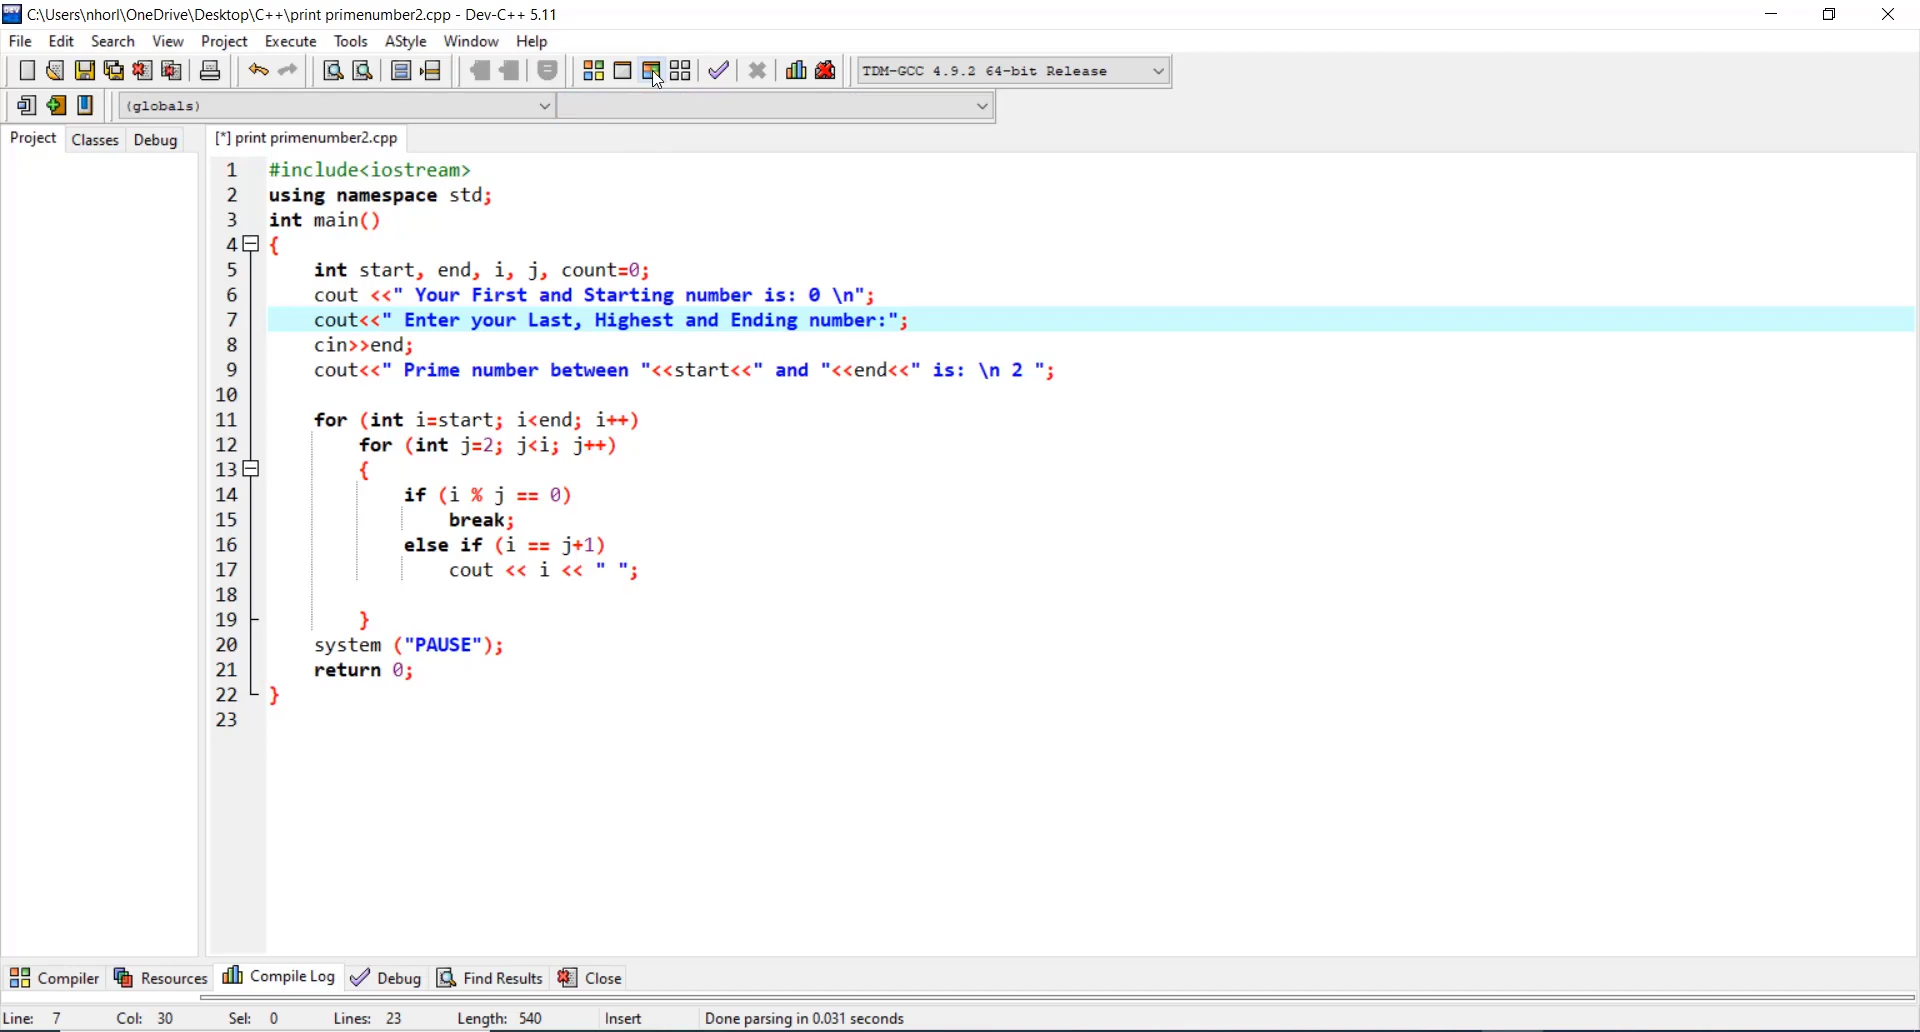 C:\Users\nhorl\OneDrive\Desktop\C++\print primenumber2.cpp - Dev-C++ 5.11
File Edit Search View Project Execute Tools AStyle Window Help
TDM-GCC 4.9.2 64-bit Release
(globals)
Project Classes Debug [*] print primenumber2.cpp
1 #include<iostream>
2 using namespace std;
3 int main()
4 {
5 int start, end, i, j, count=0;
6 cout <<" Your First and Starting number is: 0 \n";
7 cout<<" Enter your Last, Highest and Ending number:";
8 cin>>end;
9 cout<<" Prime number between "<<start<<" and "<<end<<" is: \n 2 ";
10
11 for (int i=start; i<end; i++)
12 for (int j=2; j<i; j++)
13 {
14 if (i % j == 0)
15 break;
16 else if (i == j+1)
17 cout << i << " ";
18
19 }
20 system ("PAUSE");
21 return 0;
22 }
23
Compiler Resources Compile Log Debug Find Results Close
Line: 7 Col: 30 Sel: 0 Lines: 23 Length: 540 Insert Done parsing in 0.031 seconds